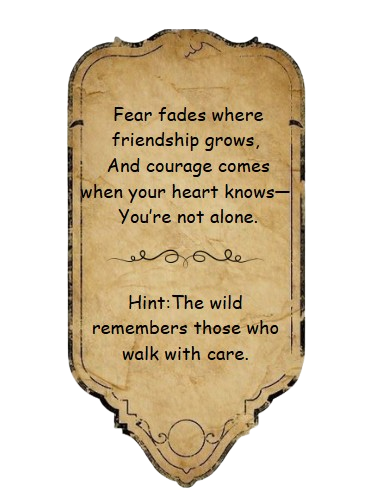 Fear fades where
friendship grows,
And courage comes
when your heart knows—
You’re not alone.
Hint:The wild
remembers those who
walk with care.